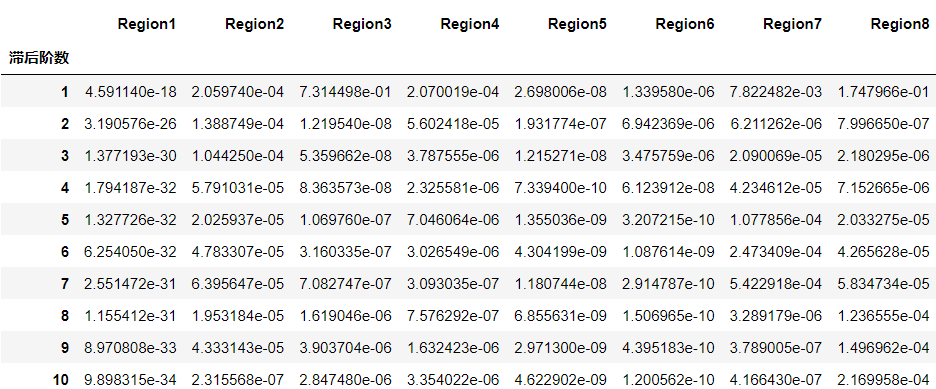 Region1 Region2 Region3 Region4 Region5 Region6 Region7 Region8
滞后阶数
1 4.591140e-18 2.059740e-04 7.314498e-01 2.070019e-04 2.698006e-08 1.339580e-06 7.822482e-03 1.747966e-01
2 3.190576e-26 1.388749e-04 1.219540e-08 5.602418e-05 1.931774e-07 6.942369e-06 6.211262e-06 7.996650e-07
3 1.377193e-30 1.044250e-04 5.359662e-08 3.787555e-06 1.215271e-08 3.475759e-06 2.090069e-05 2.180295e-06
4 1.794187e-32 5.791031e-05 8.363573e-08 2.325581e-06 7.339400e-10 6.123912e-08 4.234612e-05 7.152665e-06
5 1.327726e-32 2.025937e-05 1.069760e-07 7.046064e-06 1.355036e-09 3.207215e-10 1.077856e-04 2.033275e-05
6 6.254050e-32 4.783307e-05 3.160335e-07 3.026549e-06 4.304199e-09 1.087614e-09 2.473409e-04 4.265628e-05
7 2.551472e-31 6.395647e-05 7.082747e-07 3.093035e-07 1.180744e-08 2.914787e-10 5.422918e-04 5.834734e-05
8 1.155412e-31 1.953184e-05 1.619046e-06 7.576292e-07 6.855631e-09 1.506965e-10 3.289179e-06 1.236555e-04
9 8.970808e-33 4.333143e-05 3.903704e-06 1.632423e-06 2.971300e-09 4.395183e-10 3.789005e-07 1.496962e-04
10 9.898315e-34 2.315568e-07 2.847480e-06 3.354022e-06 4.622902e-09 1.200562e-10 4.166430e-07 2.169958e-04